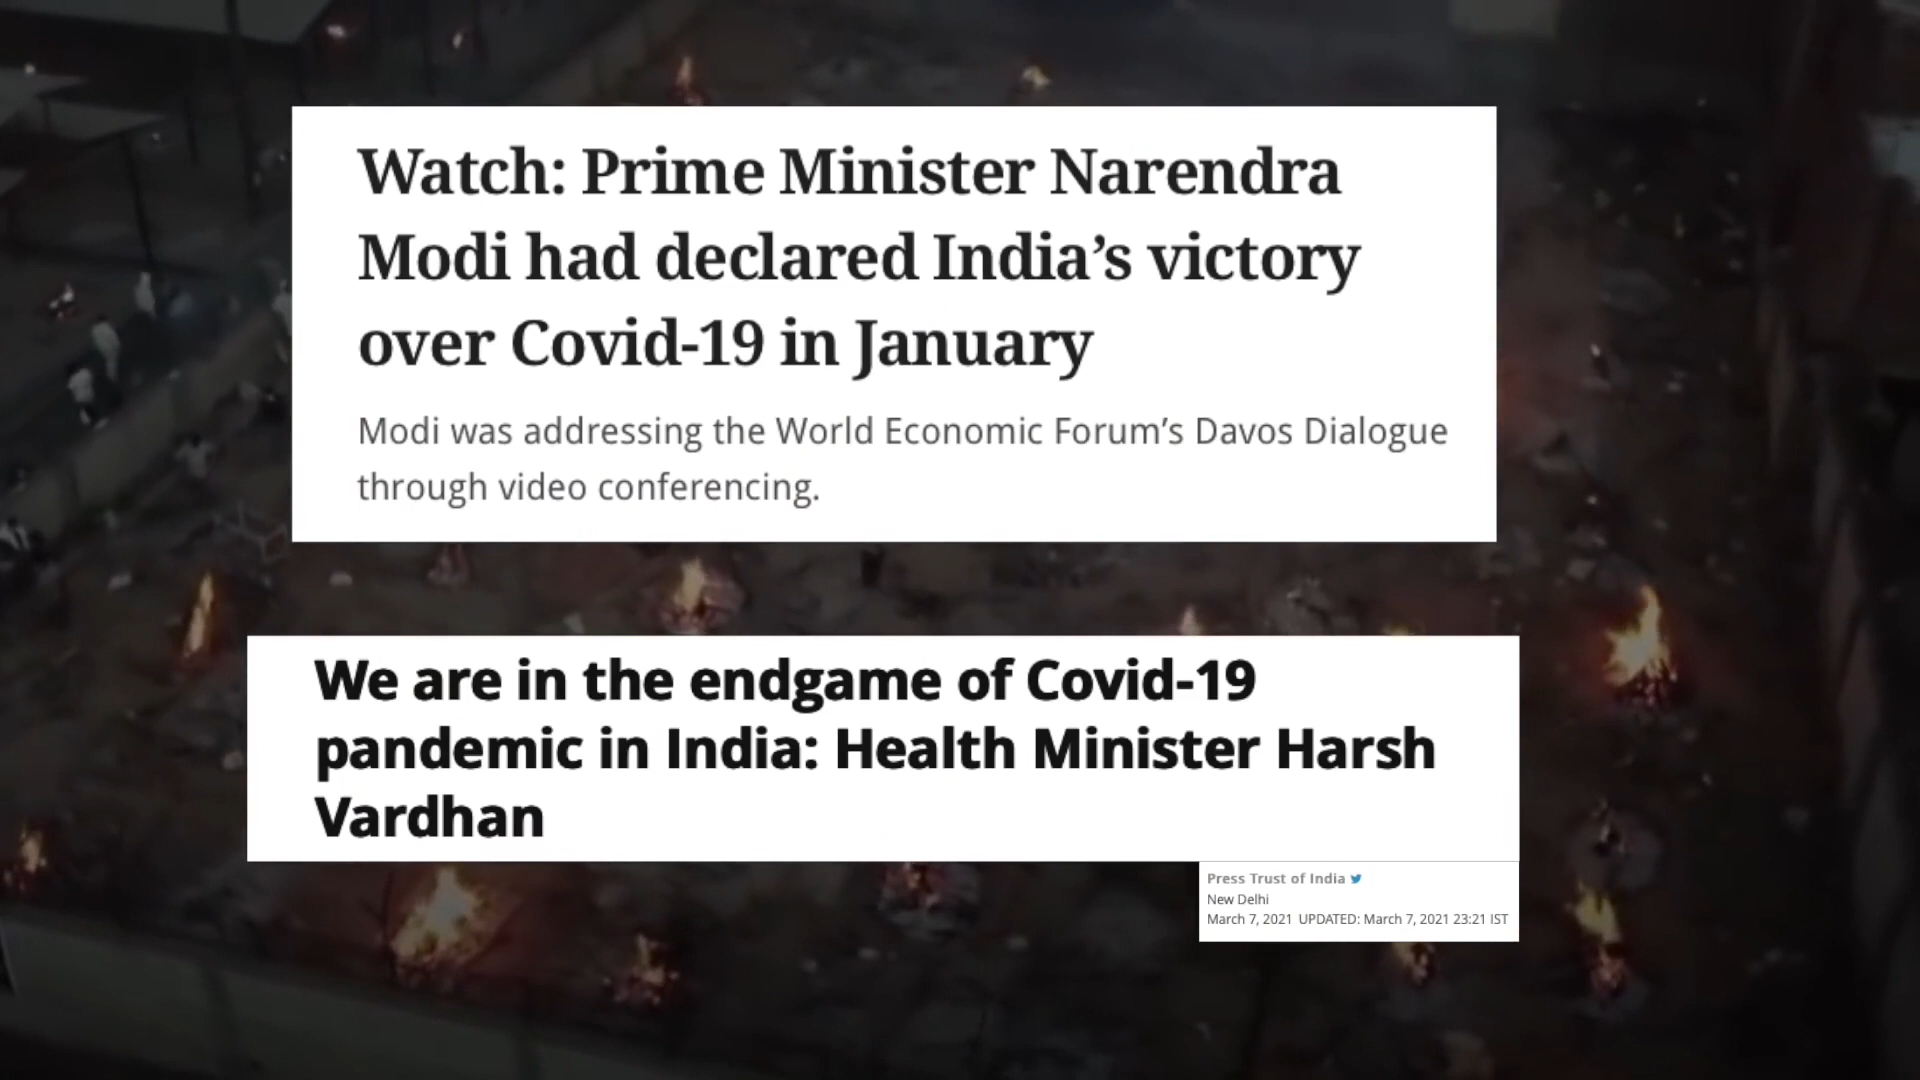 Watch: Prime Minister Narendra
Modi had declared India’s victory
over Covid-19 in January
Modi was addressing the World Economic Forum’s Davos Dialogue
through video conferencing.
We are in the endgame of Covid-19
pandemic in India: Health Minister Harsh
Vardhan
Press Trust of India
New Delhi
March 7, 2021 UPDATED: March 7, 2021 23:21 IST